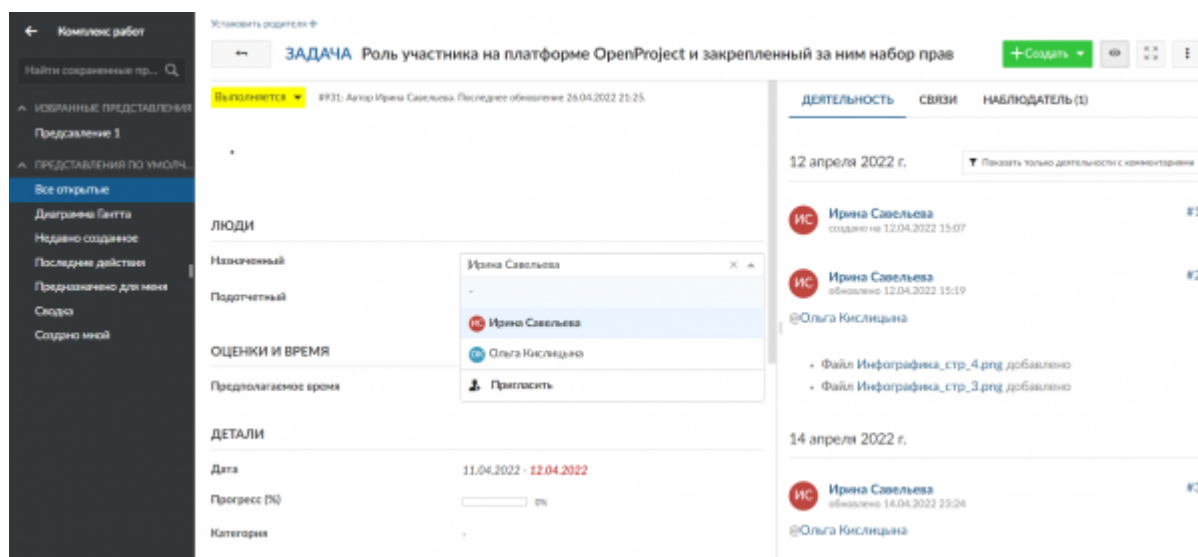 Комплекс работ
Найти сохраненные пр...
ИЗБРАННЫЕ ПРЕДСТАВЛЕНИЯ
Предсавление 1
ПРЕДСТАВЛЕНИЯ ПО УМОЛЧ...
Все открытые
Диаграмма Гантта
Недавно созданное
Последние действия
Предназначено для меня
Сводка
Создано мной
Установить родителя +
ЗАДАЧА Роль участника на платформе OpenProject и закрепленный за ним набор прав
+Создать
Выполняется
#931: Автор Ирина Савельева. Последнее обновление 26.04.2022 21:25.
ЛЮДИ
Назначенный
Ирина Савельева
Подотчетный
-
Ирина Савельева
Ольга Кислицына
Пригласить
ОЦЕНКИ И ВРЕМЯ
Предполагаемое время
ДЕТАЛИ
Дата
11.04.2022 - 12.04.2022
Прогресс (%)
0%
Категория
-
ДЕЯТЕЛЬНОСТЬ СВЯЗИ НАБЛЮДАТЕЛЬ (1)
12 апреля 2022 г.
Показать только деятельности с комментариями
ИС Ирина Савельева #1
создано на 12.04.2022 15:07
ИС Ирина Савельева #2
обновлено 12.04.2022 15:19
@Ольга Кислицына
Файл Инфографика_стр_4.png добавлено
Файл Инфографика_стр_3.png добавлено
14 апреля 2022 г.
ИС Ирина Савельева #3
обновлено 14.04.2022 23:24
@Ольга Кислицына